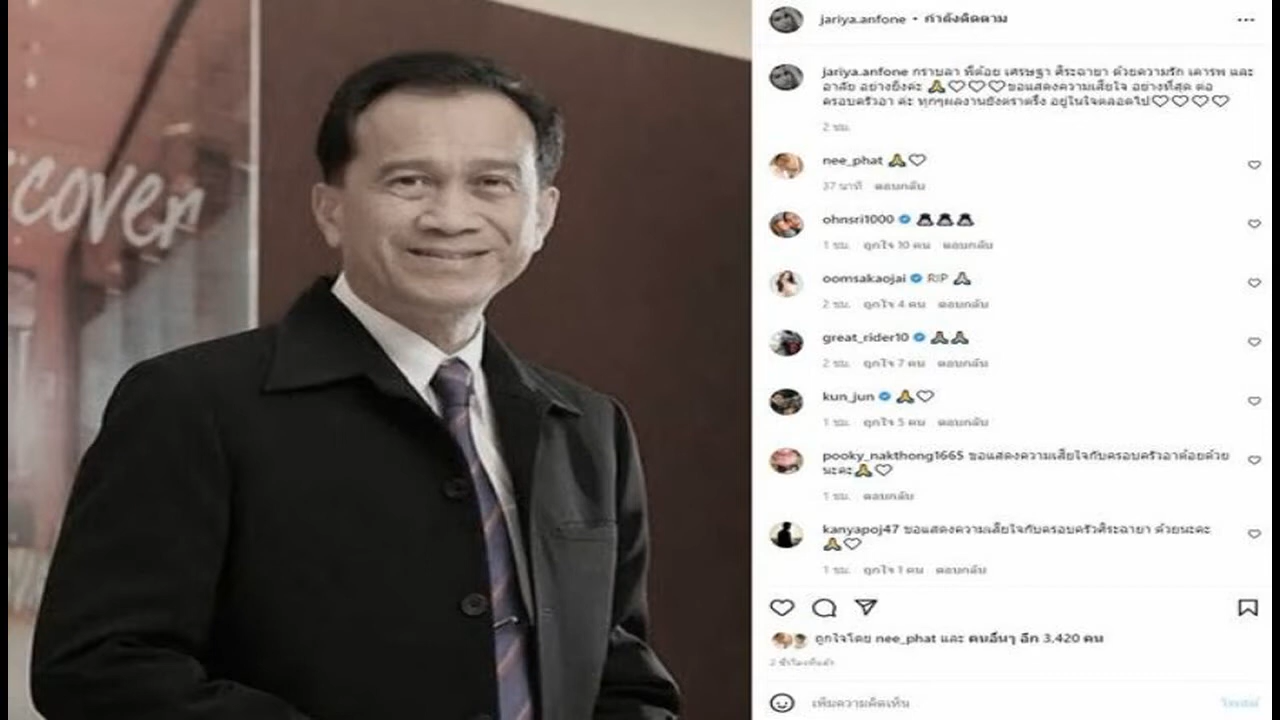 cover
jariya.anfone • กำลังติดตาม
jariya.anfone กราบลา พี่ต้อย เศรษฐา ศิระฉายา ด้วยความรัก เคารพ และ
อาลัย อย่างยิ่งค่ะ 🙏♡♡♡ขอแสดงความเสียใจ อย่างที่สุด ต่อ
ครอบครัวอา ค่ะ ทุกๆผลงานยังตราตรึง อยู่ในใจตลอดไป♡♡♡♡
2 ชม.
nee_phat 🙏♡
37 นาที ตอบกลับ
ohnsri1000
1 ชม. ถูกใจ 10 คน ตอบกลับ
oomsakaojai RIP 🙏
2 ชม. ถูกใจ 4 คน ตอบกลับ
great_rider10 🙏🙏
2 ชม. ถูกใจ 7 คน ตอบกลับ
kun_jun 🙏♡
1 ชม. ถูกใจ 5 คน ตอบกลับ
pooky_nakthong1665 ขอแสดงความเสียใจกับครอบครัวอาต้อยด้วย
นะคะ🙏♡
1 ชม. ตอบกลับ
kanyapoj47 ขอแสดงความเสียใจกับครอบครัวศิระฉายา ด้วยนะคะ
🙏♡
1 ชม. ถูกใจ 1 คน ตอบกลับ
ถูกใจโดย nee_phat และ คนอื่นๆ อีก 3,420 คน
2 ชั่วโมงที่แล้ว
เพิ่มความคิดเห็น
โพสต์